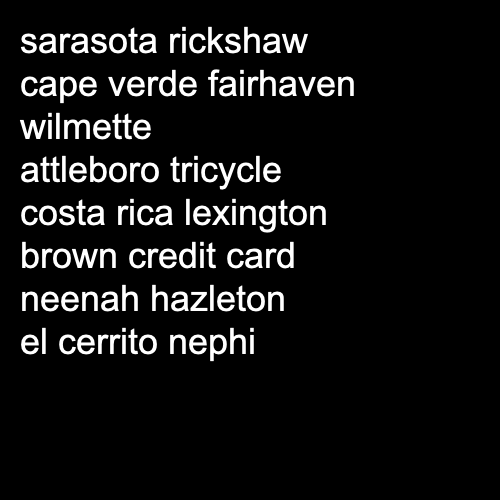 sarasota rickshaw
cape verde fairhaven
wilmette
attleboro tricycle
costa rica lexington
brown credit card
neenah hazleton
el cerrito nephi